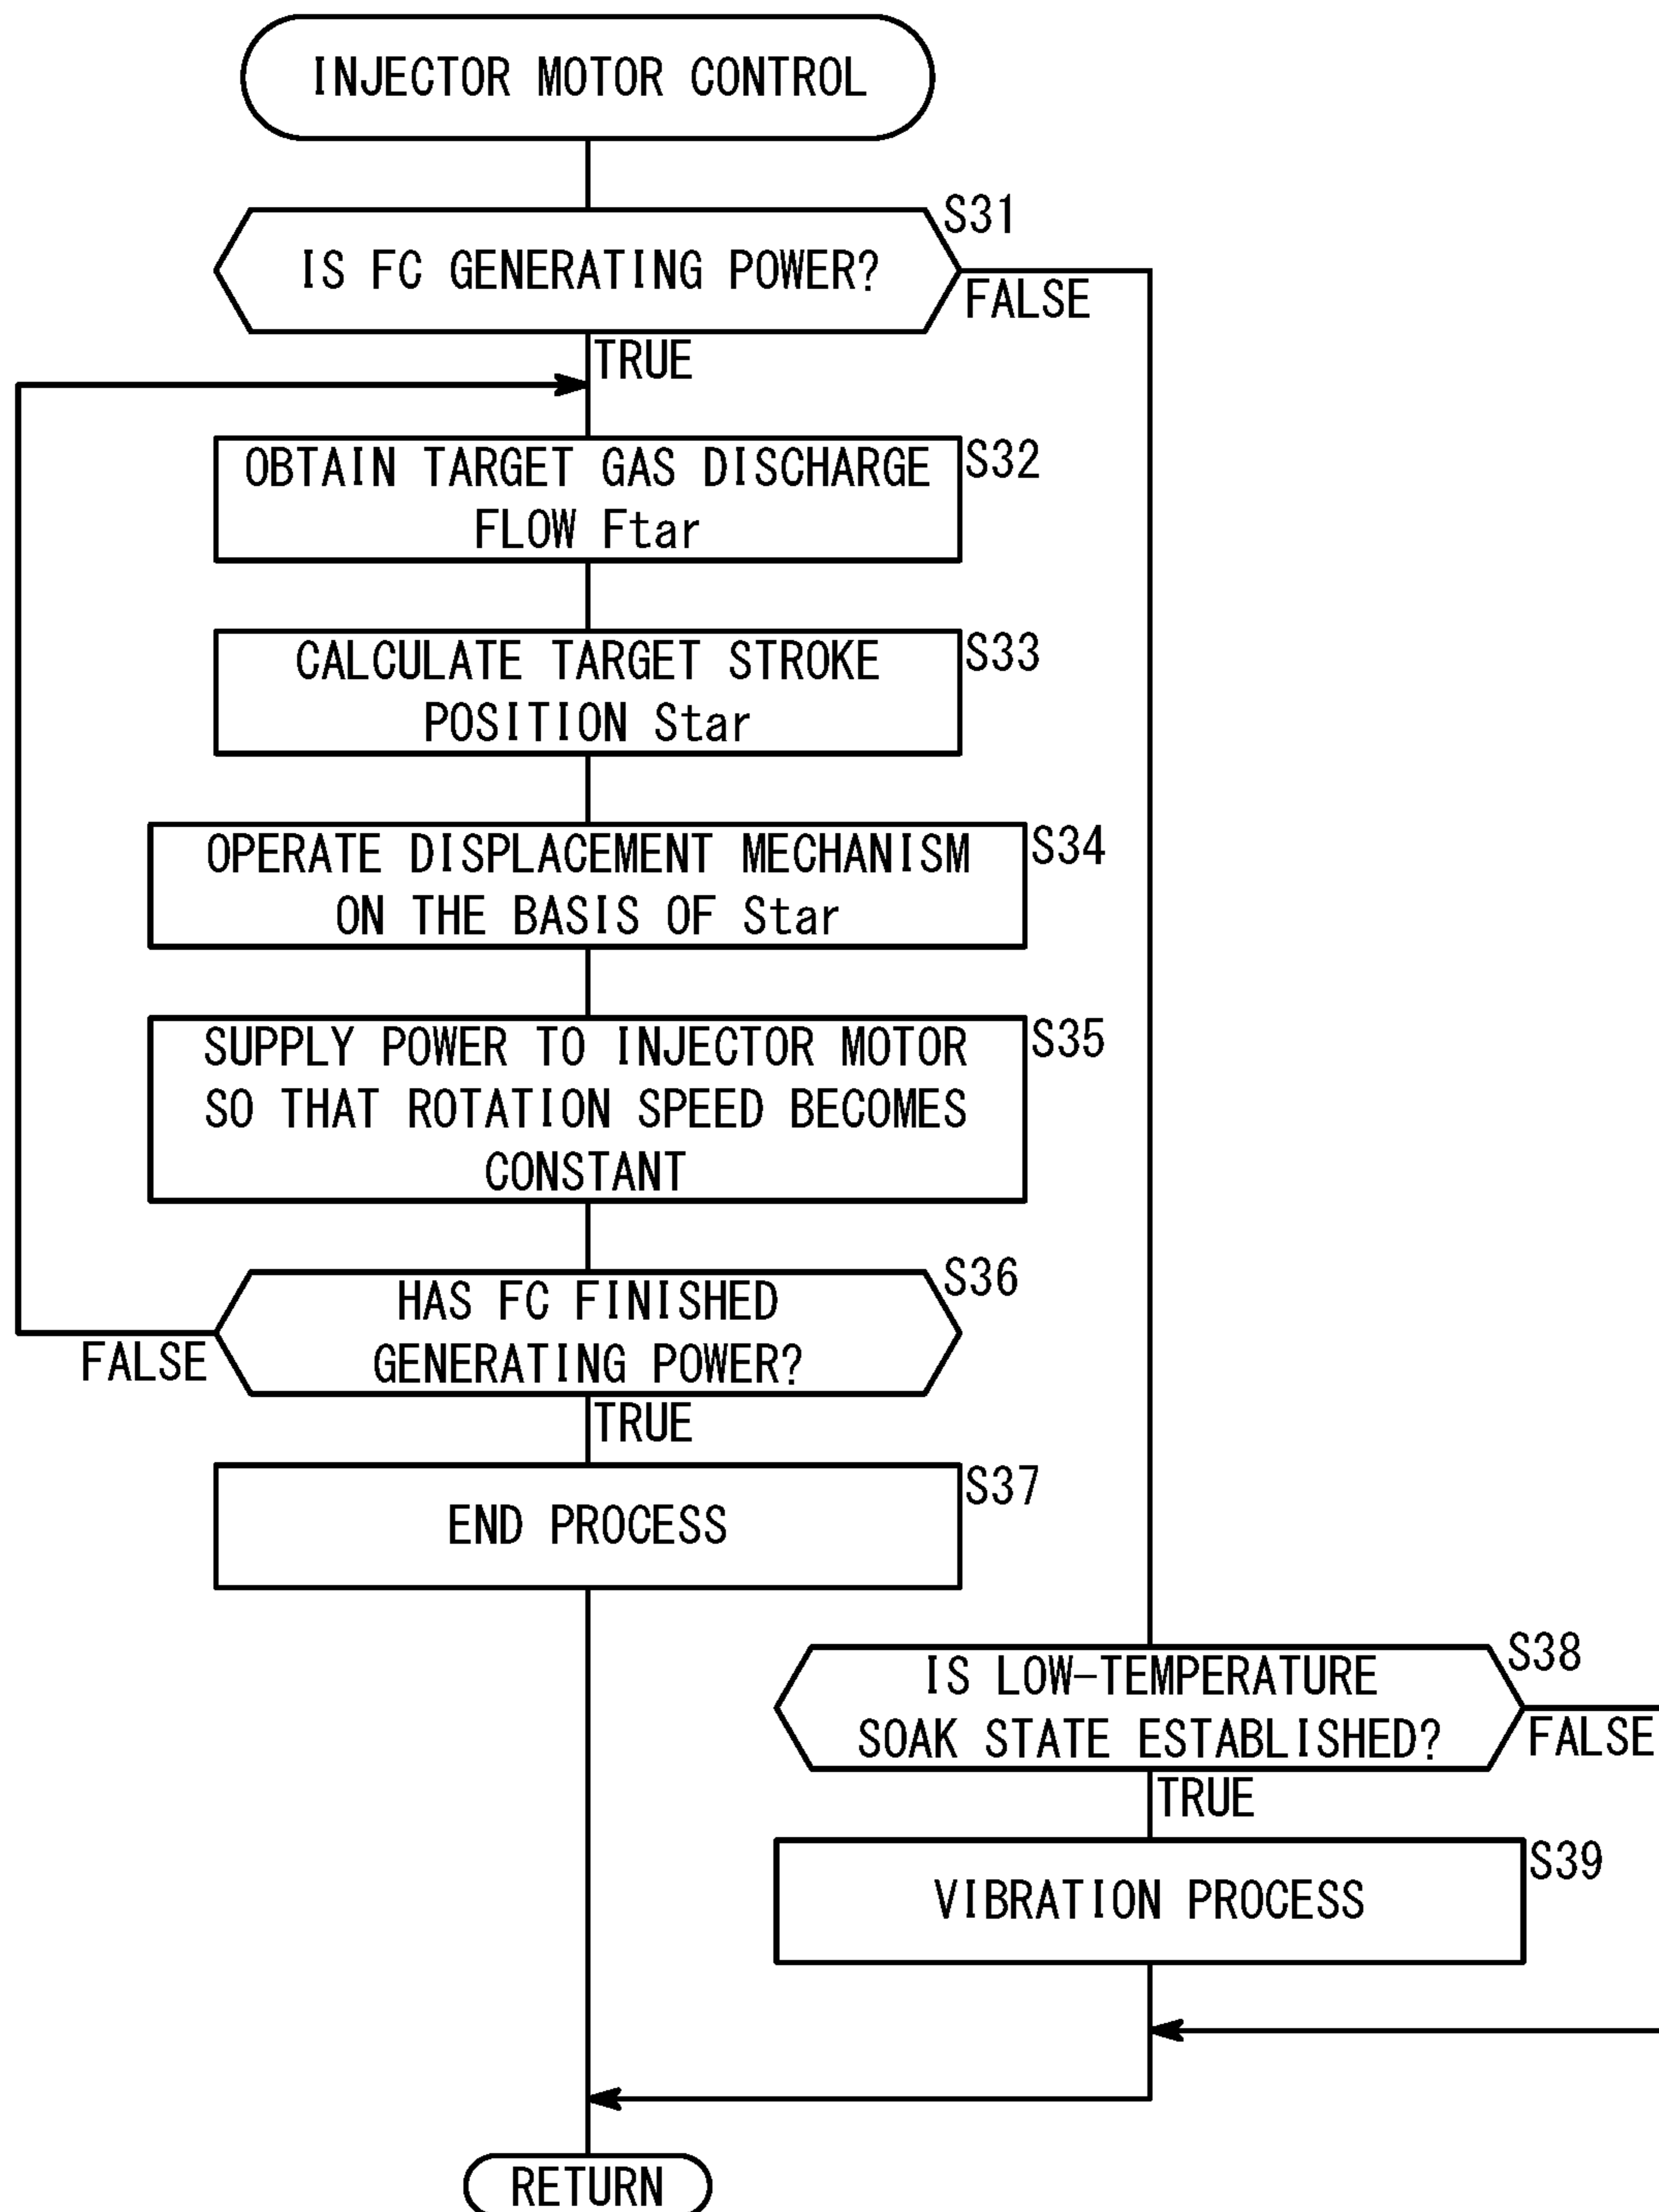 INJECTOR MOTOR CONTROL
S31
IS FC GENERATING POWER?
FALSE
TRUE
S32
OBTAIN TARGET GAS DISCHARGE
FLOW Ftar
S33
CALCULATE TARGET STROKE
POSITION Star
S34
OPERATE DISPLACEMENT MECHANISM
ON THE BASIS OF Star
S35
SUPPLY POWER TO INJECTOR MOTOR
SO THAT ROTATION SPEED BECOMES
CONSTANT
S36
HAS FC FINISHED
GENERATING POWER?
FALSE
TRUE
S37
END PROCESS
S38
IS LOW-TEMPERATURE
SOAK STATE ESTABLISHED?
FALSE
TRUE
S39
VIBRATION PROCESS
RETURN